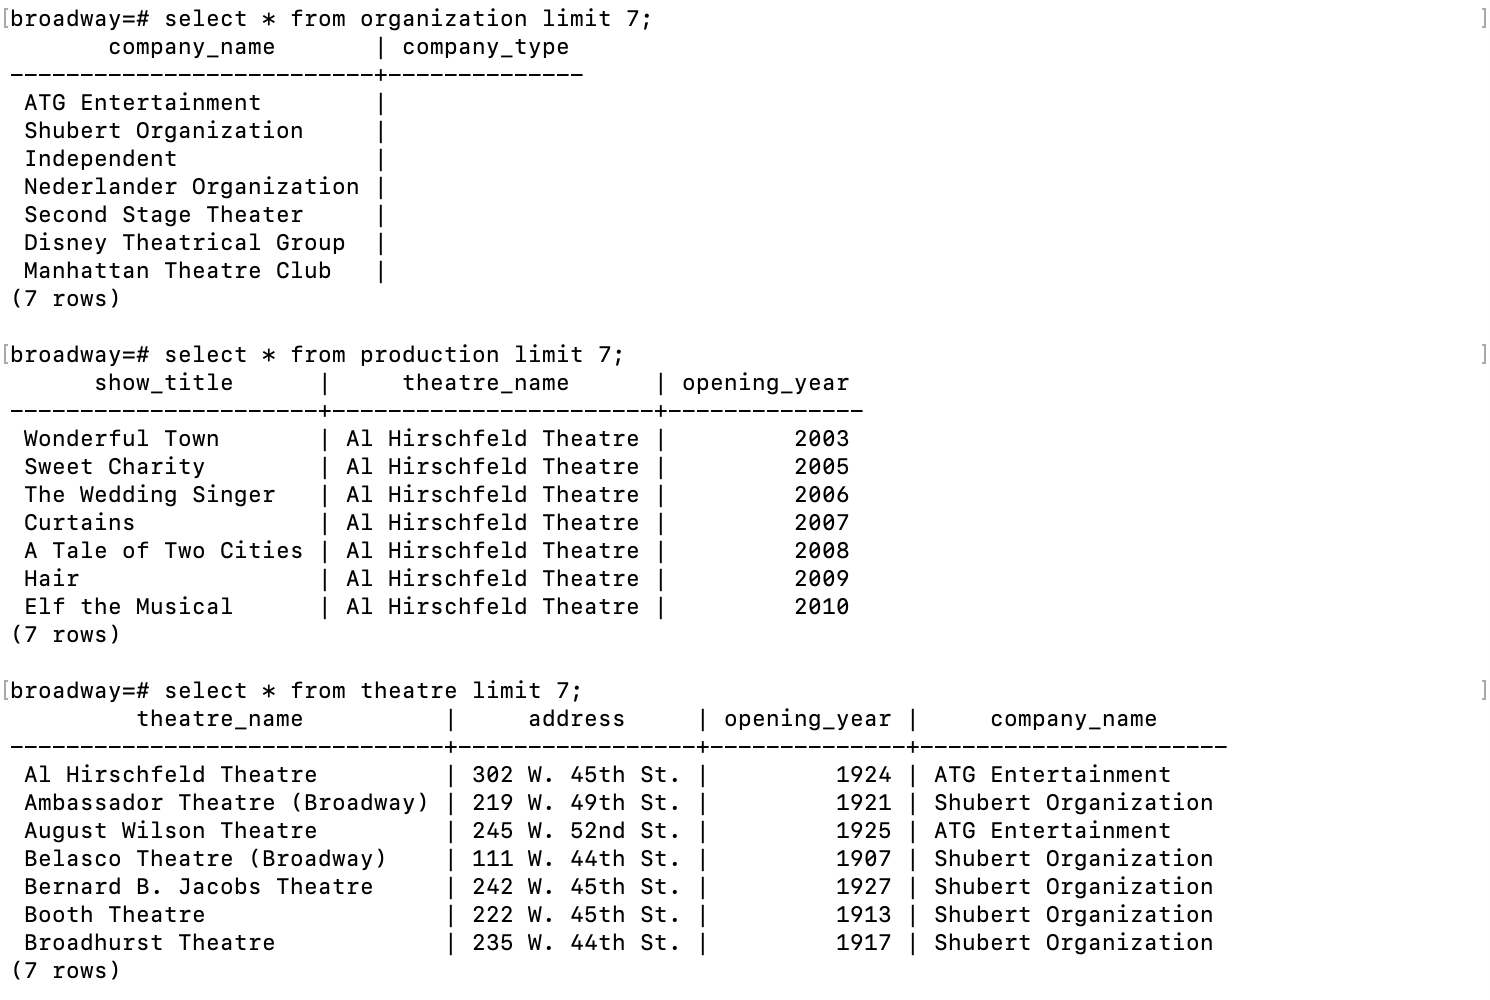 [broadway=# select * from organization limit 7; ]
       company_name       | company_type
--------------------------+--------------
 ATG Entertainment        |
 Shubert Organization     |
 Independent              |
 Nederlander Organization |
 Second Stage Theater     |
 Disney Theatrical Group  |
 Manhattan Theatre Club   |
(7 rows)

[broadway=# select * from production limit 7; ]
      show_title      |     theatre_name      | opening_year
----------------------+-----------------------+--------------
 Wonderful Town       | Al Hirschfeld Theatre |         2003
 Sweet Charity        | Al Hirschfeld Theatre |         2005
 The Wedding Singer   | Al Hirschfeld Theatre |         2006
 Curtains             | Al Hirschfeld Theatre |         2007
 A Tale of Two Cities | Al Hirschfeld Theatre |         2008
 Hair                 | Al Hirschfeld Theatre |         2009
 Elf the Musical      | Al Hirschfeld Theatre |         2010
(7 rows)

[broadway=# select * from theatre limit 7; ]
         theatre_name          |     address      | opening_year |     company_name
-------------------------------+-----------------+--------------+----------------------
 Al Hirschfeld Theatre         | 302 W. 45th St. |         1924 | ATG Entertainment
 Ambassador Theatre (Broadway) | 219 W. 49th St. |         1921 | Shubert Organization
 August Wilson Theatre         | 245 W. 52nd St. |         1925 | ATG Entertainment
 Belasco Theatre (Broadway)    | 111 W. 44th St. |         1907 | Shubert Organization
 Bernard B. Jacobs Theatre     | 242 W. 45th St. |         1927 | Shubert Organization
 Booth Theatre                 | 222 W. 45th St. |         1913 | Shubert Organization
 Broadhurst Theatre            | 235 W. 44th St. |         1917 | Shubert Organization
(7 rows)